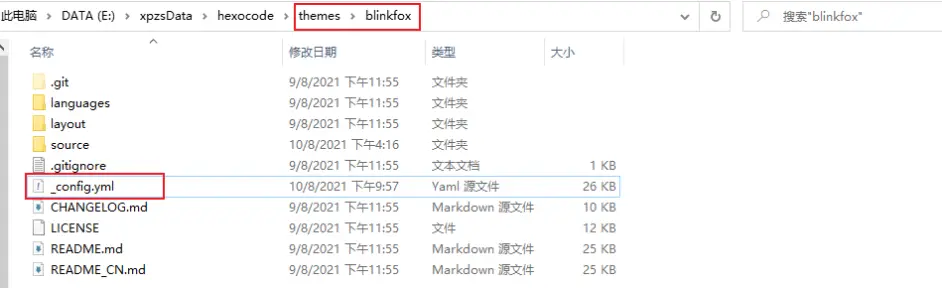 此电脑 > DATA (E:) > xpzsData > hexocode > themes > blinkfox 搜索"blinkfox"
名称 修改日期 类型 大小
.git 9/8/2021 下午11:55 文件夹
languages 9/8/2021 下午11:55 文件夹
layout 9/8/2021 下午11:55 文件夹
source 10/8/2021 下午4:16 文件夹
.gitignore 9/8/2021 下午11:55 文本文档 1 KB
_config.yml 10/8/2021 下午9:57 Yaml 源文件 26 KB
CHANGELOG.md 9/8/2021 下午11:55 Markdown 源文件 10 KB
LICENSE 9/8/2021 下午11:55 文件 12 KB
README.md 9/8/2021 下午11:55 Markdown 源文件 25 KB
README_CN.md 9/8/2021 下午11:55 Markdown 源文件 25 KB